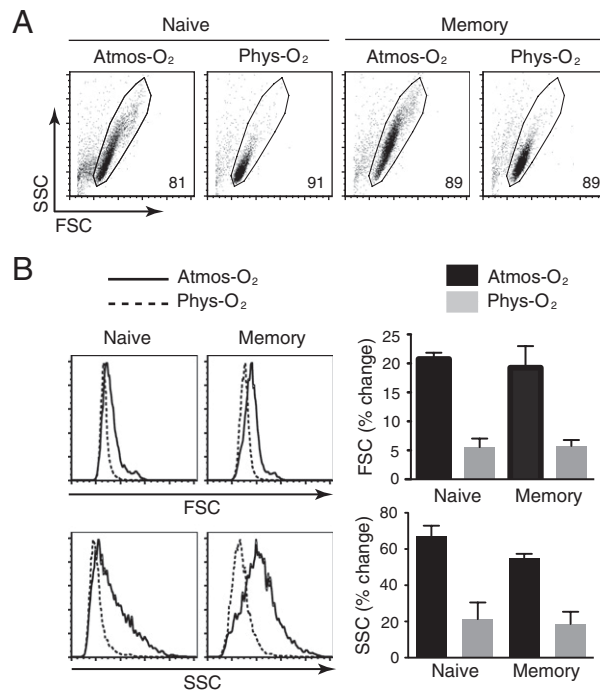 A
Naive Memory
Atmos-O₂ Phys-O₂ Atmos-O₂ Phys-O₂
SSC
81 91 89 89
FSC
B
Atmos-O₂
Phys-O₂
Atmos-O₂
Phys-O₂
Naive Memory
FSC
SSC
FSC (% change)
25
20
15
10
5
0
Naive Memory
SSC (% change)
80
60
40
20
0
Naive Memory